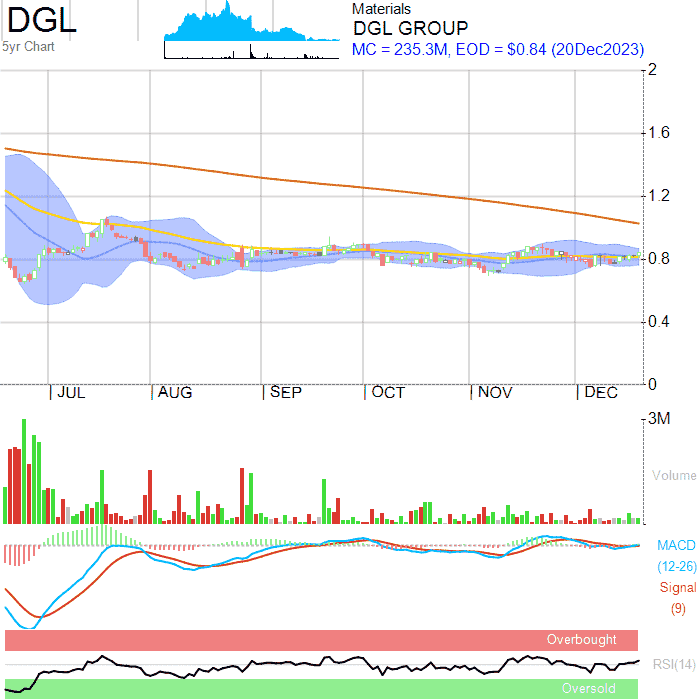 DGL
5yr Chart
Materials
DGL GROUP
MC = 235.3M, EOD = $0.84 (20Dec2023)
2
1.6
1.2
0.8
0.4
0
JUL AUG SEP OCT NOV DEC
3M
Volume
MACD
(12-26)
Signal
(9)
Overbought
RSI(14)
Oversold